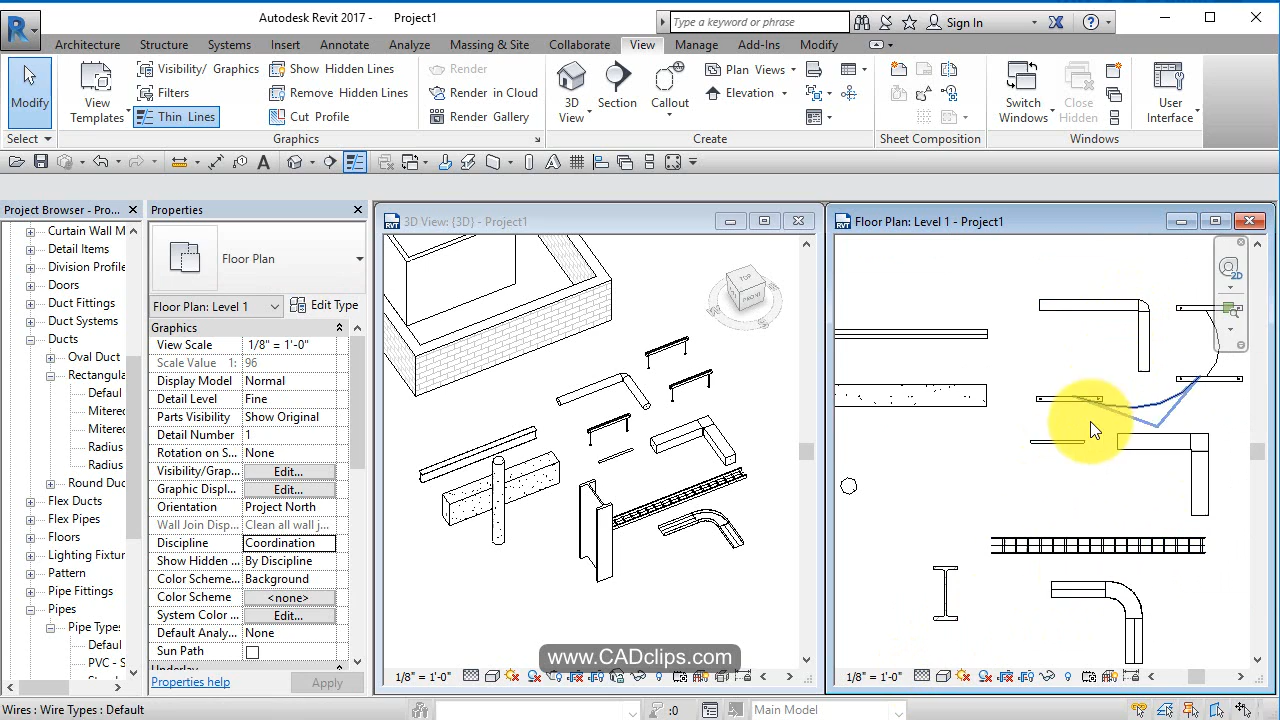 Autodesk Revit 2017 - Project1
Type a keyword or phrase
Sign In
Architecture Structure Systems Insert Annotate Analyze Massing & Site Collaborate View Manage Add-Ins Modify
Modify
View Templates
Visibility/ Graphics
Filters
Thin Lines
Show Hidden Lines
Remove Hidden Lines
Cut Profile
Render
Render in Cloud
Render Gallery
3D View
Section
Callout
Plan Views
Elevation
Switch Windows
Close Hidden
User Interface
Select
Graphics
Create
Sheet Composition
Windows
Project Browser - Pro...
Curtain Wall M
Detail Items
Division Profile
Doors
Duct Fittings
Duct Systems
Ducts
Oval Duct
Rectangula
Defaul
Mitered
Mitered
Radius
Radius
Round Duc
Flex Ducts
Flex Pipes
Floors
Lighting Fixtur
Pattern
Pipe Fittings
Pipes
Pipe Types
Default
PVC - S
Properties
Floor Plan
Floor Plan: Level 1
Edit Type
Graphics
View Scale 1/8" = 1'-0"
Scale Value 1: 96
Display Model Normal
Detail Level Fine
Parts Visibility Show Original
Detail Number 1
Rotation on S... None
Visibility/Grap... Edit...
Graphic Displ... Edit...
Orientation Project North
Wall Join Disp... Clean all wall j...
Discipline Coordination
Show Hidden ... By Discipline
Color Scheme... Background
Color Scheme <none>
System Color ... Edit...
Default Analy... None
Sun Path
Underlay
Properties help
Apply
3D View: {3D} - Project1
TOP
FRONT
1/8" = 1'-0"
Floor Plan: Level 1 - Project1
2D
1/8" = 1'-0"
www.CADclips.com
Wires : Wire Types : Default
:0
Main Model